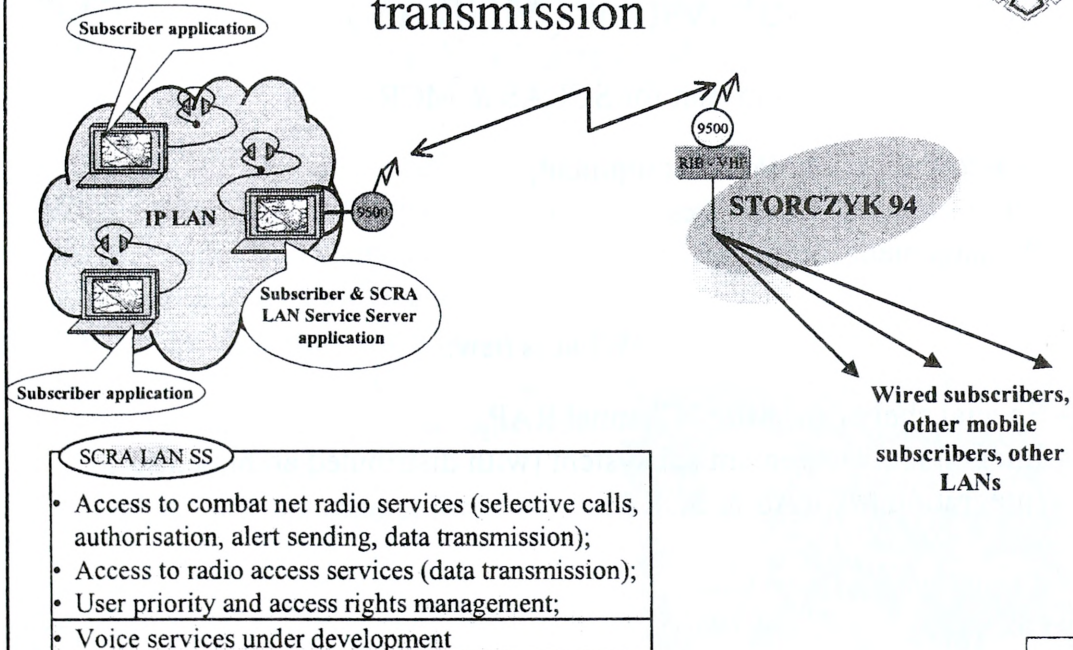 transmission
Subscriber application
9500
9500
RIB - VHF
STORCZYK 94
IP LAN
Subscriber & SCRA
LAN Service Server
application
Subscriber application
Wired subscribers,
other mobile
subscribers, other
LANs
SCRA LAN SS
• Access to combat net radio services (selective calls,
authorisation, alert sending, data transmission);
• Access to radio access services (data transmission);
• User priority and access rights management;
• Voice services under development